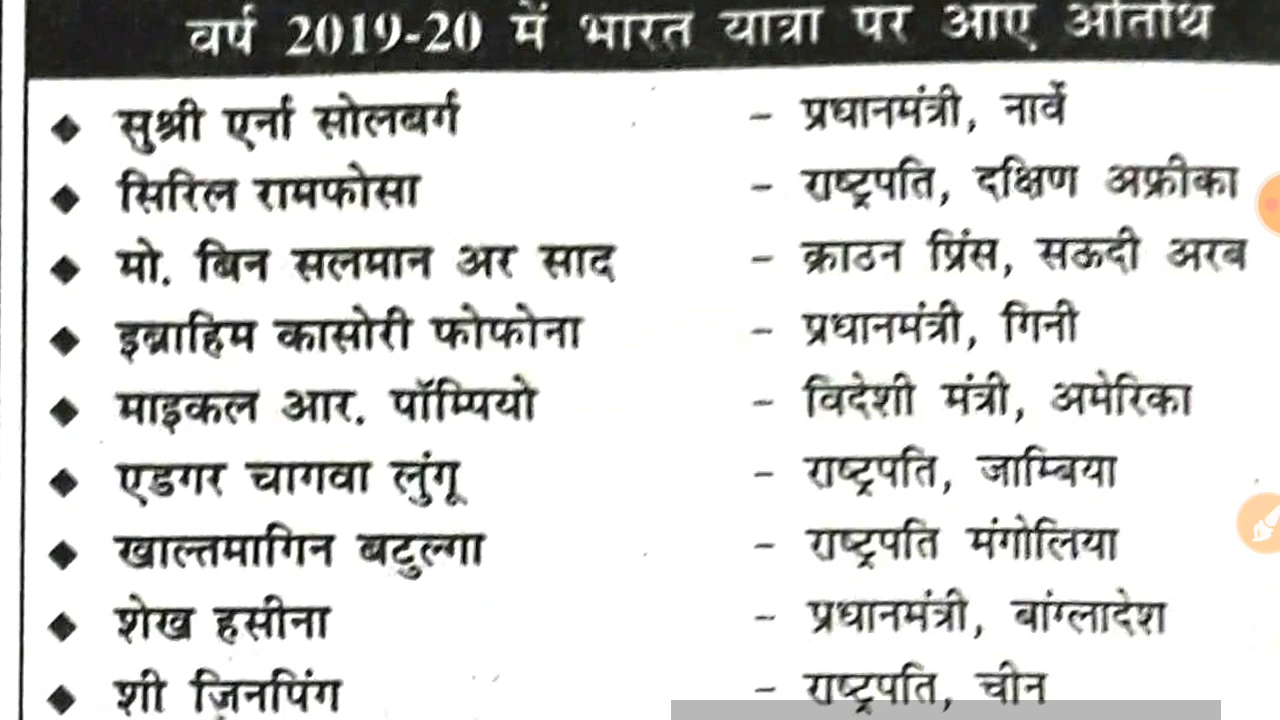 वर्ष 2019-20 में भारत यात्रा पर आए अतिथि
◆ सुश्री एर्ना सोलबर्ग – प्रधानमंत्री, नार्वे
◆ सिरिल रामफोसा – राष्ट्रपति, दक्षिण अफ्रीका
◆ मो. बिन सलमान अर साद – क्राउन प्रिंस, सऊदी अरब
◆ इब्राहिम कासोरी फोफोना – प्रधानमंत्री, गिनी
◆ माइकल आर. पॉम्पियो – विदेशी मंत्री, अमेरिका
◆ एडगर चागवा लुंगू – राष्ट्रपति, जाम्बिया
◆ खाल्तमागिन बटुल्गा – राष्ट्रपति मंगोलिया
◆ शेख हसीना – प्रधानमंत्री, बांग्लादेश
◆ शी ज़िनपिंग – राष्ट्रपति, चीन